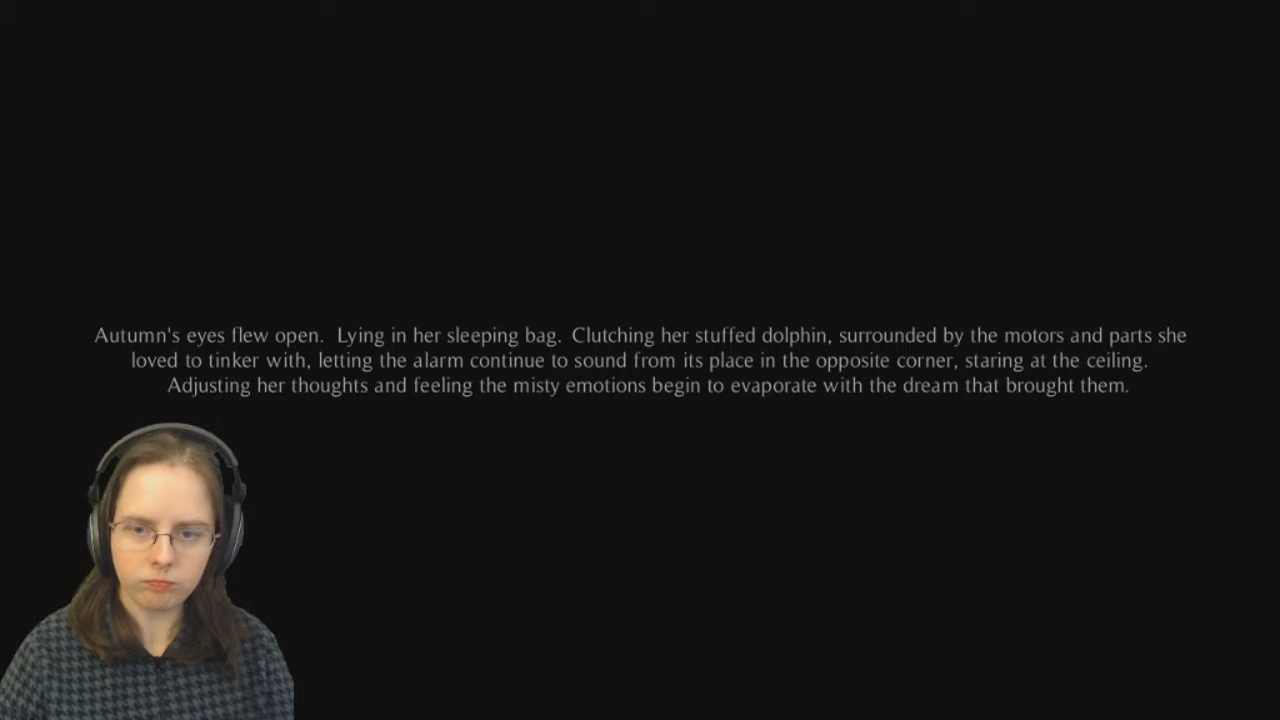 Autumn's eyes flew open.  Lying in her sleeping bag.  Clutching her stuffed dolphin, surrounded by the motors and parts she
loved to tinker with, letting the alarm continue to sound from its place in the opposite corner, staring at the ceiling.
Adjusting her thoughts and feeling the misty emotions begin to evaporate with the dream that brought them.